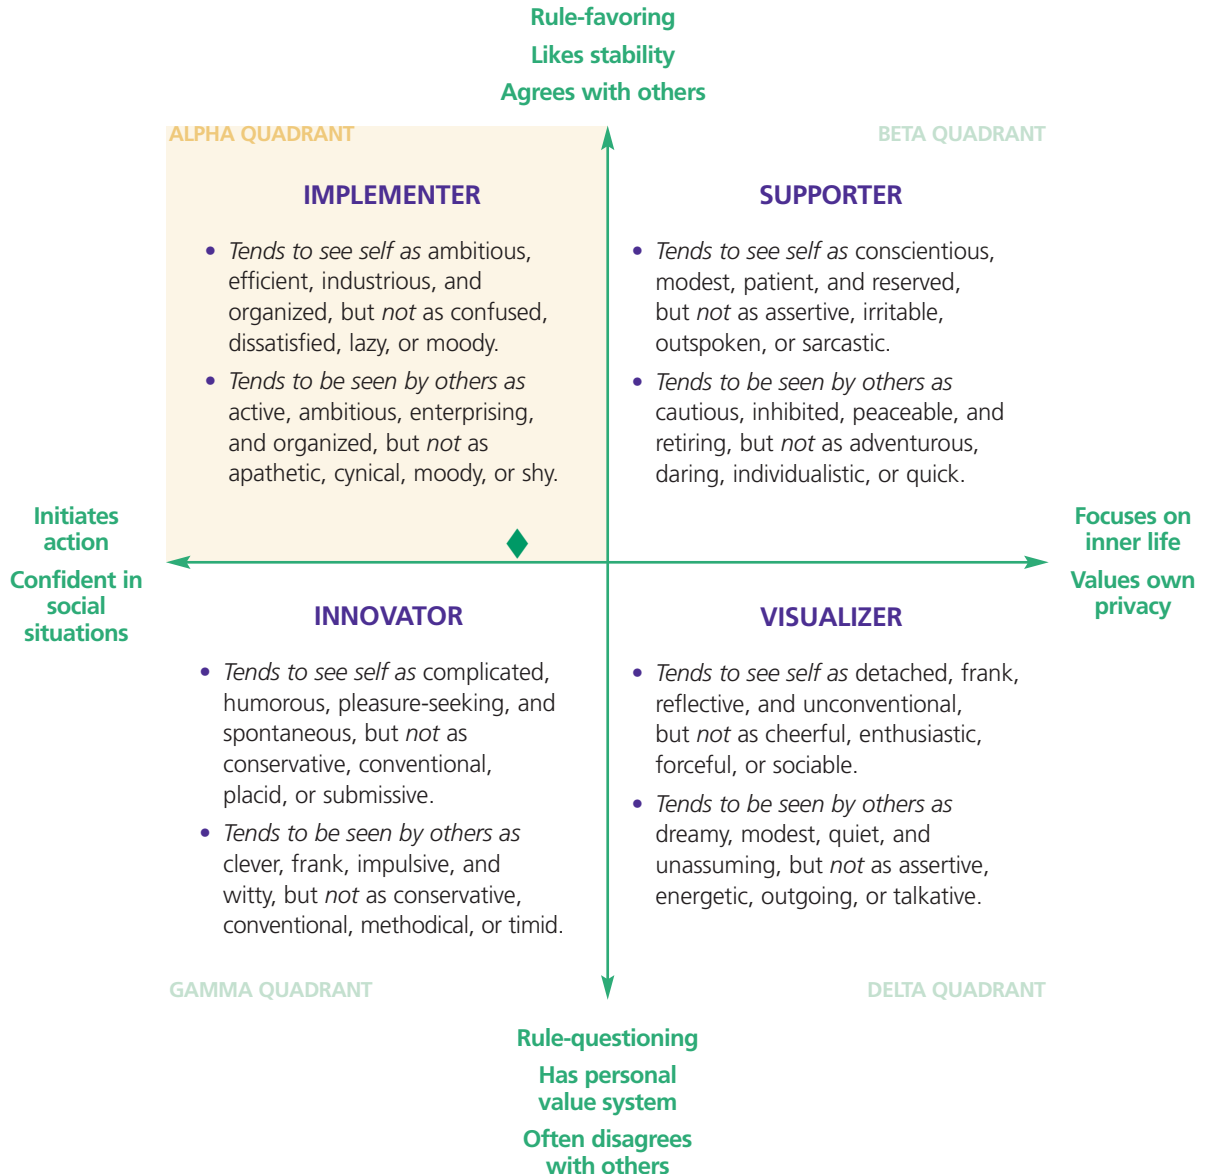 Rule-favoring
Likes stability
Agrees with others
ALPHA QUADRANT
BETA QUADRANT
IMPLEMENTER
• Tends to see self as ambitious,
efficient, industrious, and
organized, but not as confused,
dissatisfied, lazy, or moody.
• Tends to be seen by others as
active, ambitious, enterprising,
and organized, but not as
apathetic, cynical, moody, or shy.
SUPPORTER
• Tends to see self as conscientious,
modest, patient, and reserved,
but not as assertive, irritable,
outspoken, or sarcastic.
• Tends to be seen by others as
cautious, inhibited, peaceable, and
retiring, but not as adventurous,
daring, individualistic, or quick.
Initiates
action
Confident in
social
situations
Focuses on
inner life
Values own
privacy
INNOVATOR
• Tends to see self as complicated,
humorous, pleasure-seeking, and
spontaneous, but not as
conservative, conventional,
placid, or submissive.
• Tends to be seen by others as
clever, frank, impulsive, and
witty, but not as conservative,
conventional, methodical, or timid.
VISUALIZER
• Tends to see self as detached, frank,
reflective, and unconventional,
but not as cheerful, enthusiastic,
forceful, or sociable.
• Tends to be seen by others as
dreamy, modest, quiet, and
unassuming, but not as assertive,
energetic, outgoing, or talkative.
GAMMA QUADRANT
DELTA QUADRANT
Rule-questioning
Has personal
value system
Often disagrees
with others